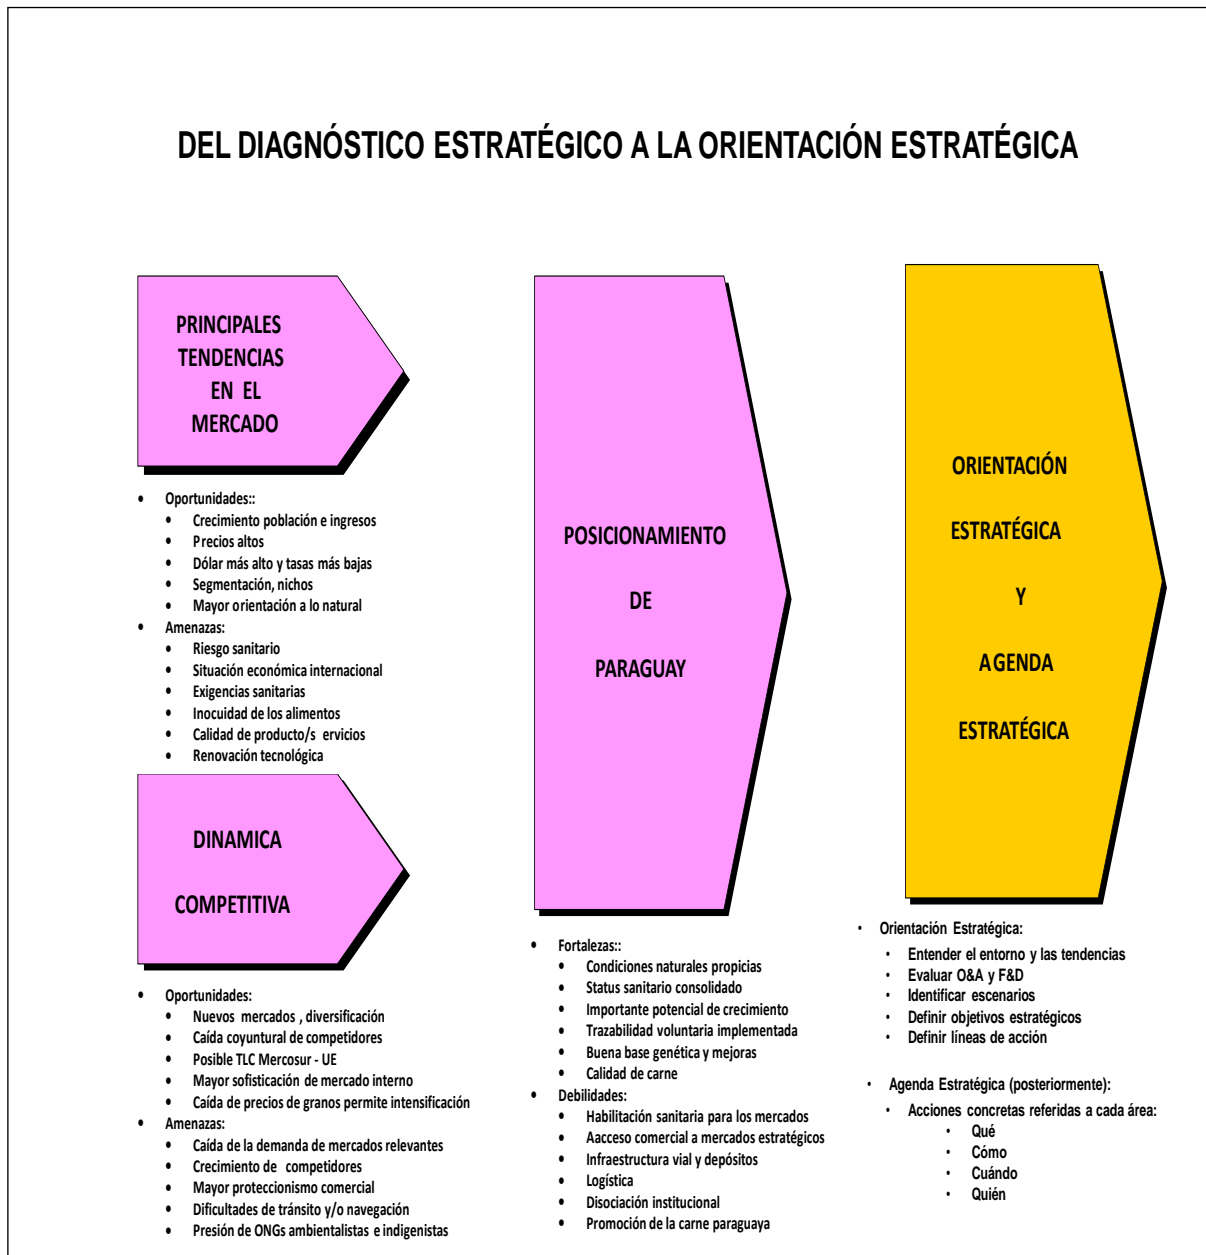 DEL DIAGNÓSTICO ESTRATÉGICO A LA ORIENTACIÓN ESTRATÉGICA
PRINCIPALES
TENDENCIAS
EN EL
MERCADO
• Oportunidades::
• Crecimiento población e ingresos
• Precios altos
• Dólar más alto y tasas más bajas
• Segmentación, nichos
• Mayor orientación a lo natural
• Amenazas:
• Riesgo sanitario
• Situación económica internacional
• Exigencias sanitarias
• Inocuidad de los alimentos
• Calidad de producto/s ervicios
• Renovación tecnológica
DINAMICA
COMPETITIVA
• Oportunidades:
• Nuevos mercados , diversificación
• Caída coyuntural de competidores
• Posible TLC Mercosur - UE
• Mayor sofisticación de mercado interno
• Caída de precios de granos permite intensificación
• Amenazas:
• Caída de la demanda de mercados relevantes
• Crecimiento de competidores
• Mayor proteccionismo comercial
• Dificultades de tránsito y/o navegación
• Presión de ONGs ambientalistas e indigenistas
POSICIONAMIENTO
DE
PARAGUAY
• Fortalezas::
• Condiciones naturales propicias
• Status sanitario consolidado
• Importante potencial de crecimiento
• Trazabilidad voluntaria implementada
• Buena base genética y mejoras
• Calidad de carne
• Debilidades:
• Habilitación sanitaria para los mercados
• Aacceso comercial a mercados estratégicos
• Infraestructura vial y depósitos
• Logística
• Disociación institucional
• Promoción de la carne paraguaya
ORIENTACIÓN
ESTRATÉGICA
Y
AGENDA
ESTRATÉGICA
• Orientación Estratégica:
• Entender el entorno y las tendencias
• Evaluar O&A y F&D
• Identificar escenarios
• Definir objetivos estratégicos
• Definir líneas de acción
• Agenda Estratégica (posteriormente):
• Acciones concretas referidas a cada área:
• Qué
• Cómo
• Cuándo
• Quién